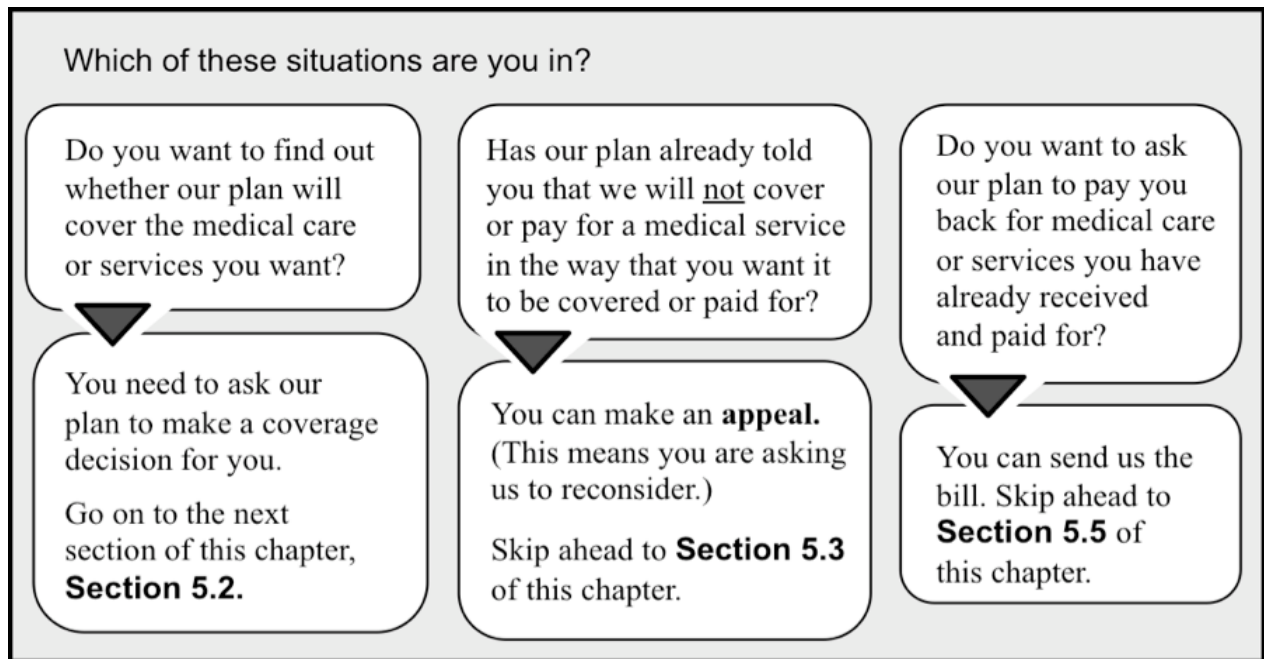 Which of these situations are you in?
Do you want to find out
whether our plan will
cover the medical care
or services you want?
You need to ask our
plan to make a coverage
decision for you.
Go on to the next
section of this chapter,
Section 5.2.
Has our plan already told
you that we will not cover
or pay for a medical service
in the way that you want it
to be covered or paid for?
You can make an appeal.
(This means you are asking
us to reconsider.)
Skip ahead to Section 5.3
of this chapter.
Do you want to ask
our plan to pay you
back for medical care
or services you have
already received
and paid for?
You can send us the
bill. Skip ahead to
Section 5.5 of
this chapter.